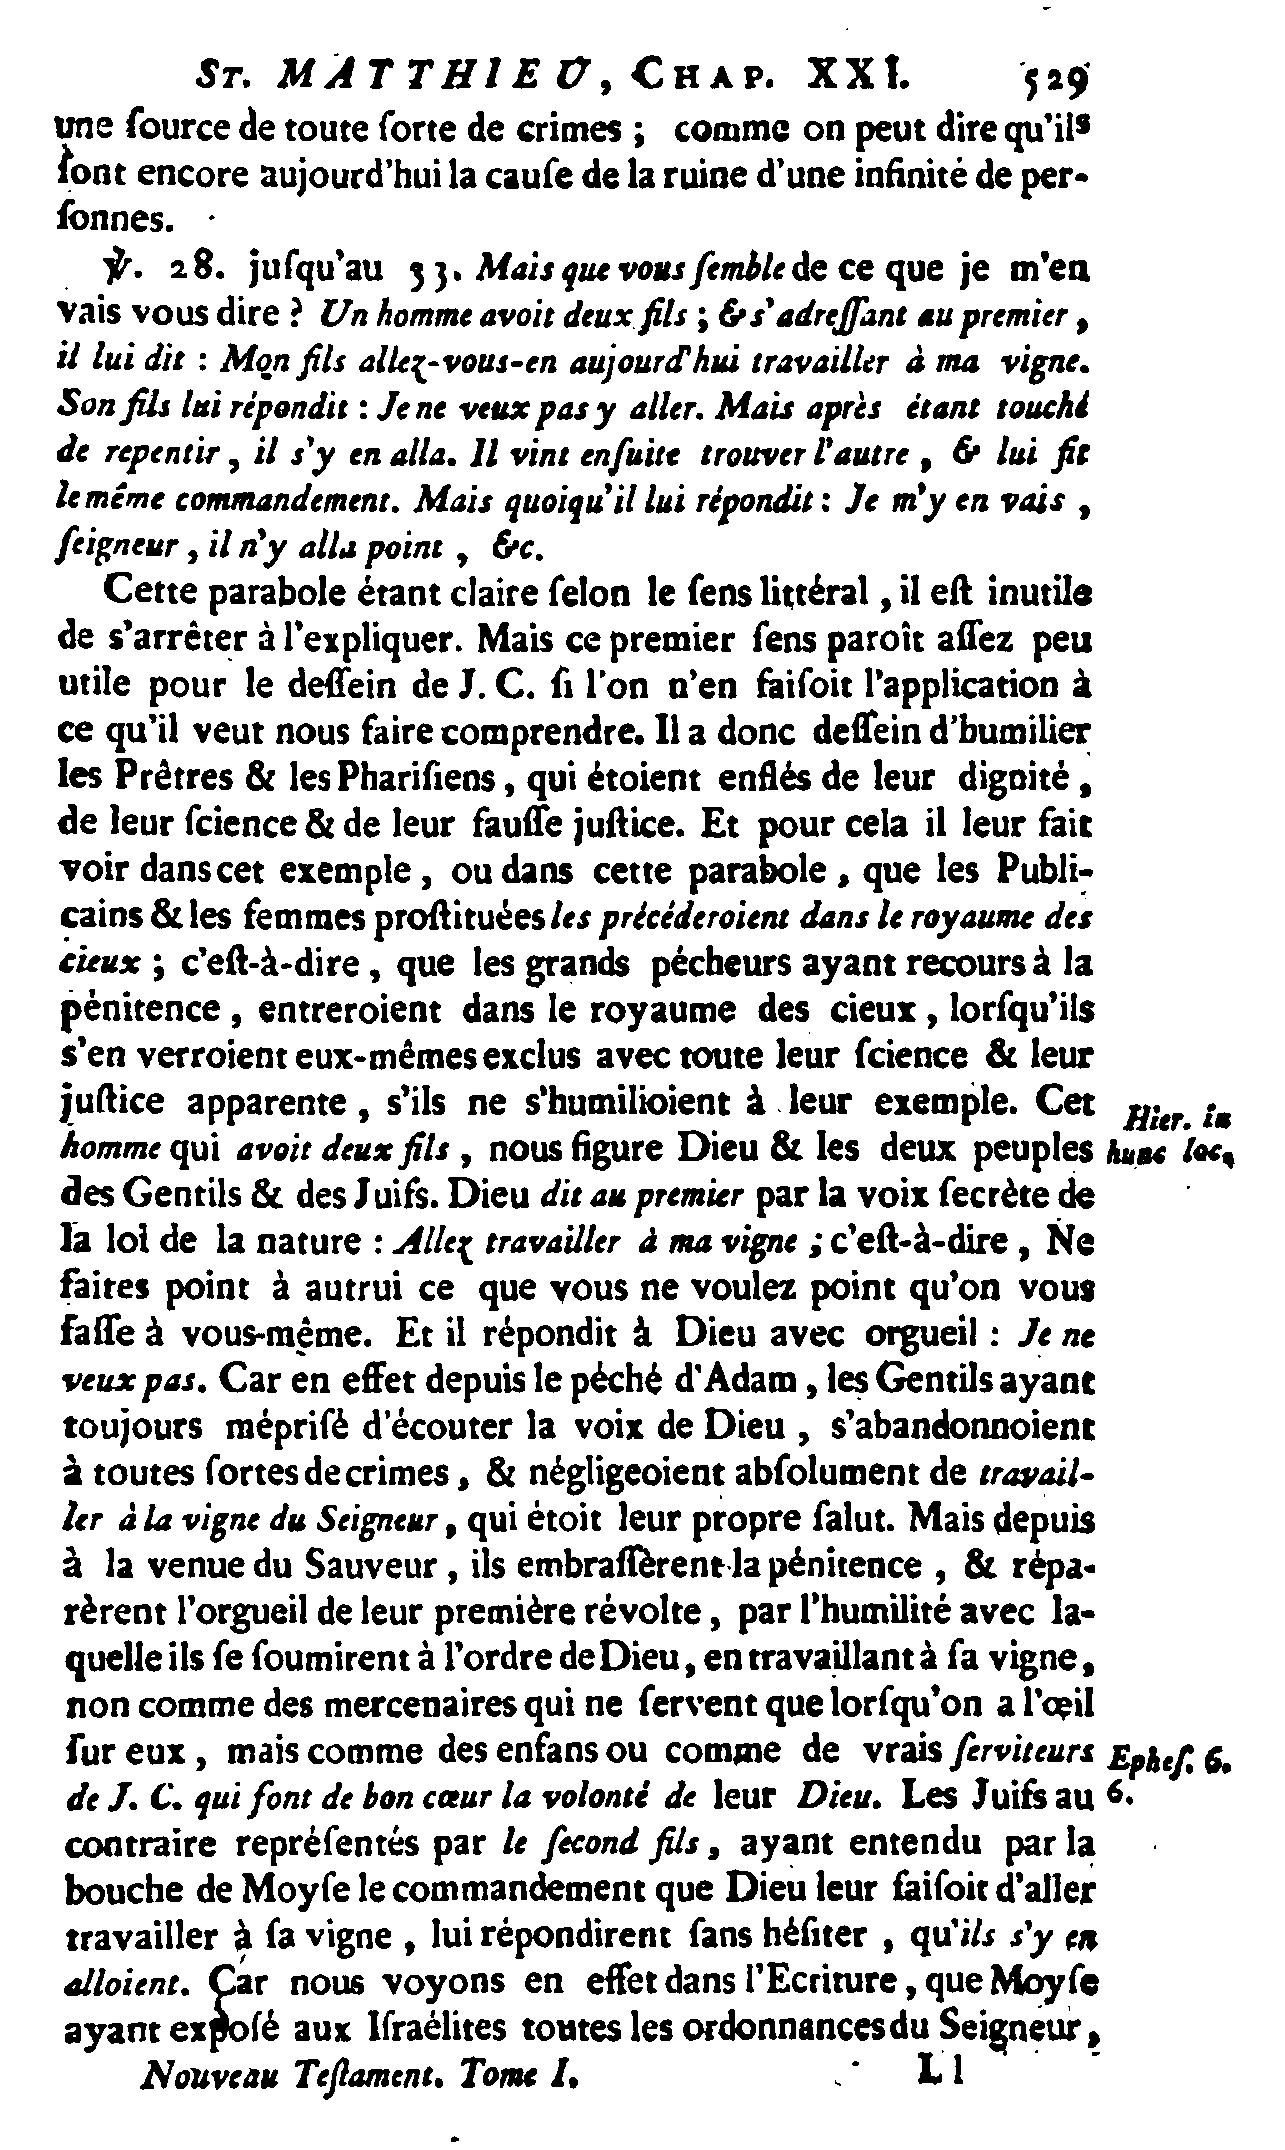 ST. MATTHIEU, CHAP. XXI. 529
une ſource de toute ſorte de crimes ; comme on peut dire qu'ils
ſont encore aujourd'hui la cauſe de la ruine d'une infinité de per-
ſonnes.
℣. 28. juſqu'au 33. Mais que vous ſemble de ce que je m'en
vais vous dire ? Un homme avoit deux fils ; & s'adreſſant au premier,
il lui dit : Mon fils allez-vous-en aujourd'hui travailler à ma vigne.
Son fils lui répondit : Je ne veux pas y aller. Mais après étant touché
de repentir, il s'y en alla. Il vint enſuite trouver l'autre, & lui fit
le même commandement. Mais quoiqu'il lui répondit : Je m'y en vais,
ſeigneur, il n'y alla point, &c.
Cette parabole étant claire ſelon le ſens littéral, il eſt inutile
de s'arrêter à l'expliquer. Mais ce premier ſens paroît aſſez peu
utile pour le deſſein de J. C. ſi l'on n'en faiſoit l'application à
ce qu'il veut nous faire comprendre. Il a donc deſſein d'humilier
les Prêtres & les Phariſiens, qui étoient enflés de leur dignité,
de leur ſcience & de leur fauſſe juſtice. Et pour cela il leur fait
voir dans cet exemple, ou dans cette parabole, que les Publi-
cains & les femmes proſtituées les précéderoient dans le royaume des
cieux ; c'eſt-à-dire, que les grands pécheurs ayant recours à la
pénitence, entreroient dans le royaume des cieux, lorſqu'ils
s'en verroient eux-mêmes exclus avec toute leur ſcience & leur
juſtice apparente, s'ils ne s'humilioient à leur exemple. Cet
Hier. in
homme qui avoit deux fils, nous figure Dieu & les deux peuples
hunc loc.
des Gentils & des Juifs. Dieu dit au premier par la voix ſecrète de
la loi de la nature : Allez travailler à ma vigne ; c'eſt-à-dire, Ne
faites point à autrui ce que vous ne voulez point qu'on vous
faſſe à vous-même. Et il répondit à Dieu avec orgueil : Je ne
veux pas. Car en effet depuis le péché d'Adam, les Gentils ayant
toujours mépriſé d'écouter la voix de Dieu, s'abandonnoient
à toutes ſortes de crimes, & négligeoient abſolument de travail-
ler à la vigne du Seigneur, qui étoit leur propre ſalut. Mais depuis
à la venue du Sauveur, ils embraſſèrent la pénitence, & répa-
rèrent l'orgueil de leur première révolte, par l'humilité avec la-
quelle ils ſe ſoumirent à l'ordre de Dieu, en travaillant à ſa vigne,
non comme des mercenaires qui ne ſervent que lorſqu'on a l'œil
ſur eux, mais comme des enfans ou comme de vrais ſerviteurs
Epheſ. 6.
de J. C. qui font de bon cœur la volonté de leur Dieu. Les Juifs au
6.
contraire repréſentés par le ſecond fils, ayant entendu par la
bouche de Moyſe le commandement que Dieu leur faiſoit d'aller
travailler à ſa vigne, lui répondirent ſans héſiter, qu'ils s'y en
alloient. Car nous voyons en effet dans l'Ecriture, que Moyſe
ayant expoſé aux Iſraélites toutes les ordonnances du Seigneur,
Nouveau Teſtament. Tome I. Ll